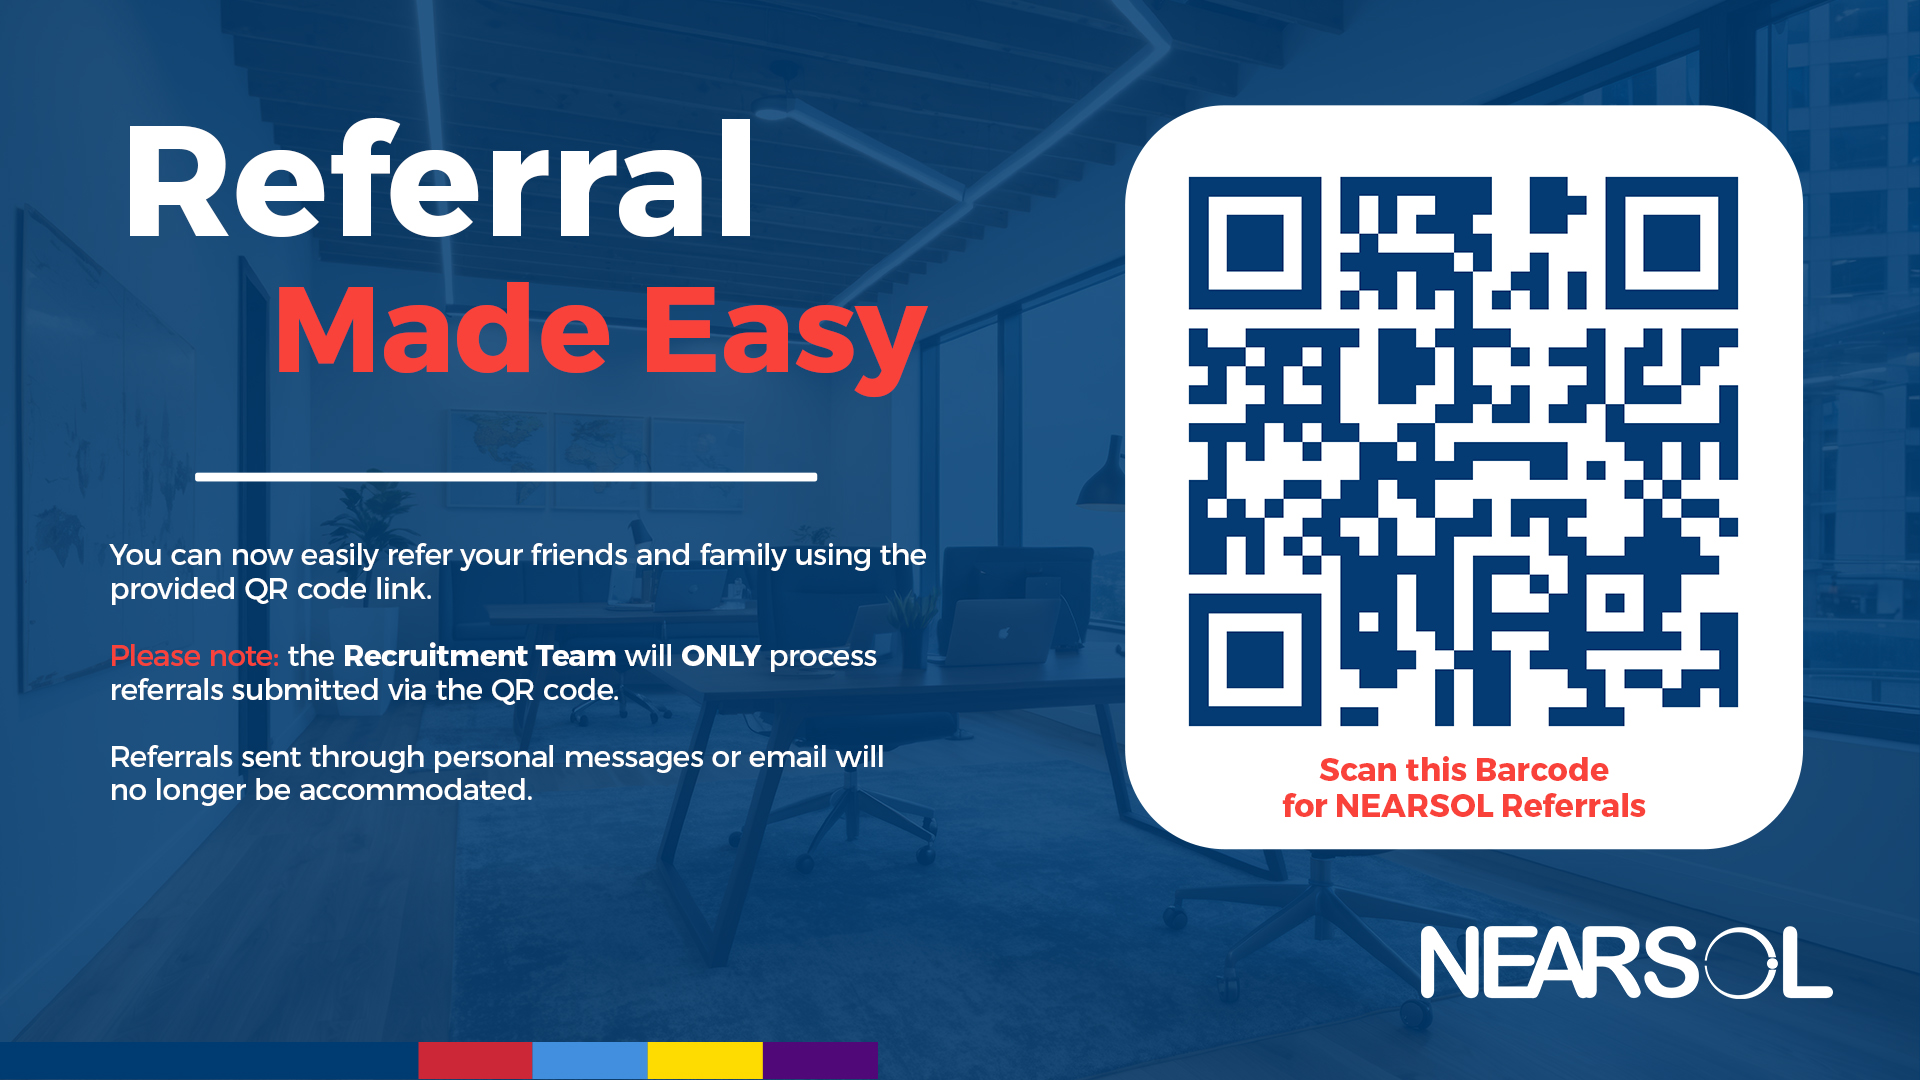 Referral
Made Easy
You can now easily refer your friends and family using the
provided QR code link.
Please note: the Recruitment Team will ONLY process
referrals submitted via the QR code.
Referrals sent through personal messages or email will
no longer be accommodated.
Scan this Barcode
for NEARSOL Referrals
NEARSOL